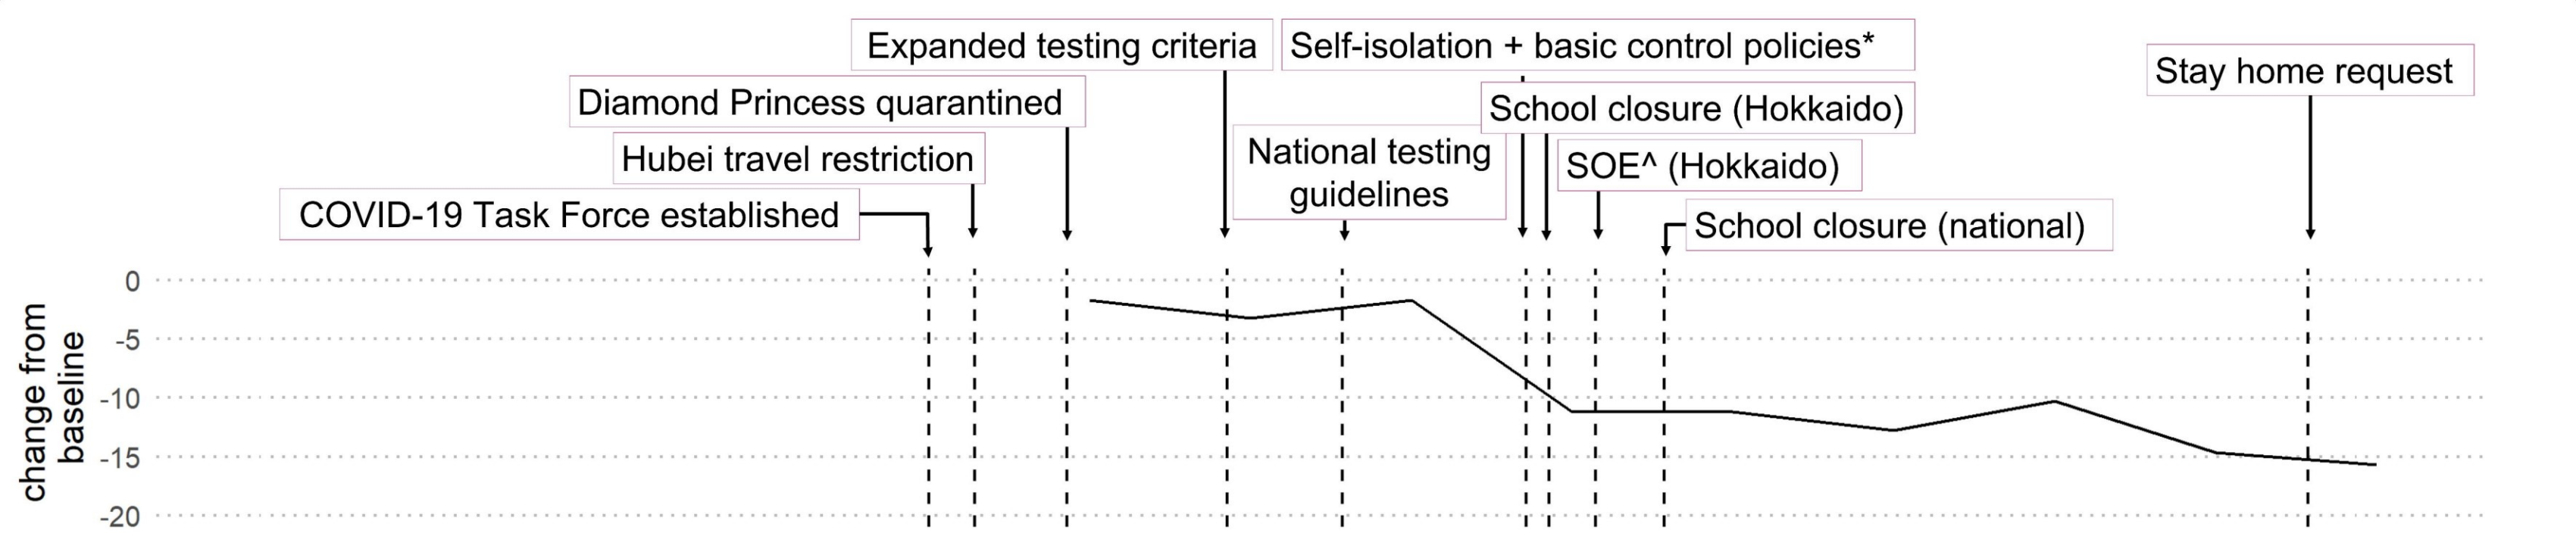 Expanded testing criteria
Self-isolation + basic control policies*
Stay home request
Diamond Princess quarantined
School closure (Hokkaido)
Hubei travel restriction
National testing
guidelines
SOE^ (Hokkaido)
COVID-19 Task Force established
School closure (national)
change from
baseline
0
-5
-10
-15
-20